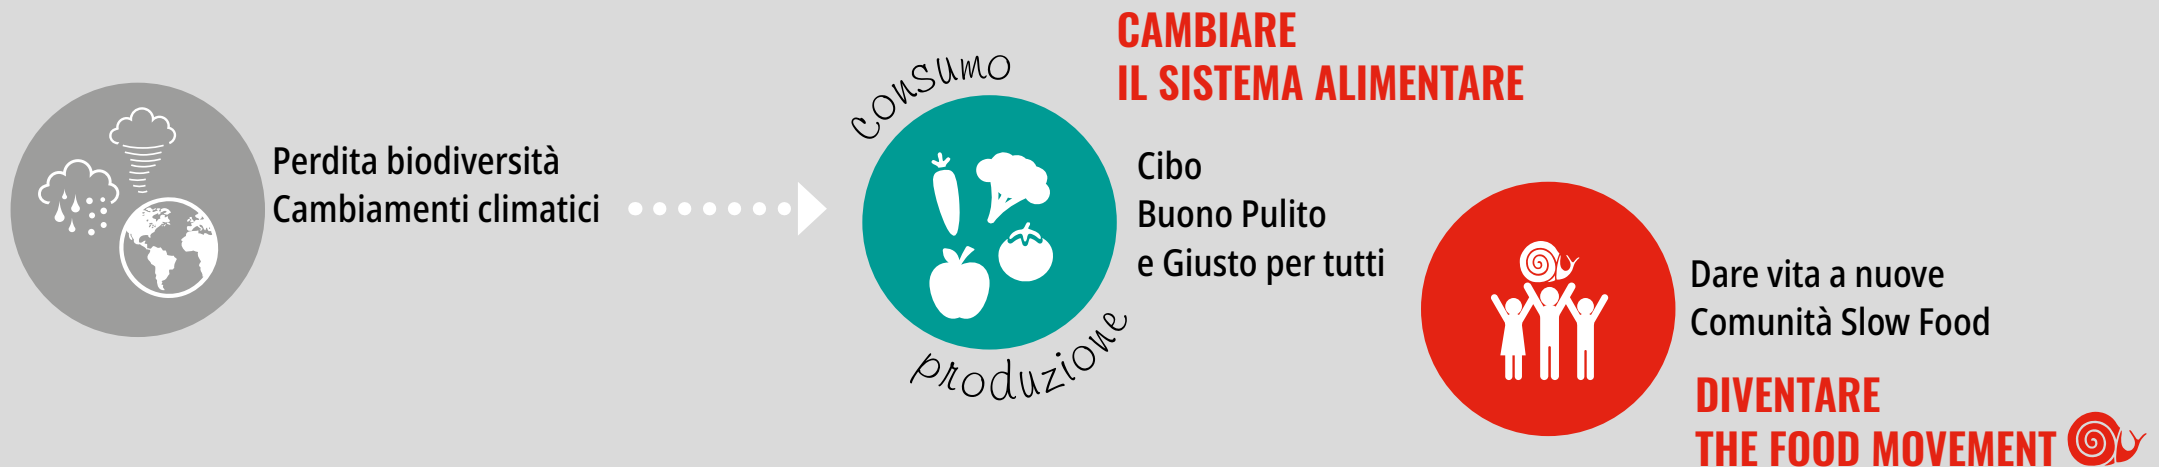 Perdita biodiversità
Cambiamenti climatici
consumo
produzione
CAMBIARE
IL SISTEMA ALIMENTARE
Cibo
Buono Pulito
e Giusto per tutti
Dare vita a nuove
Comunità Slow Food
DIVENTARE
THE FOOD MOVEMENT